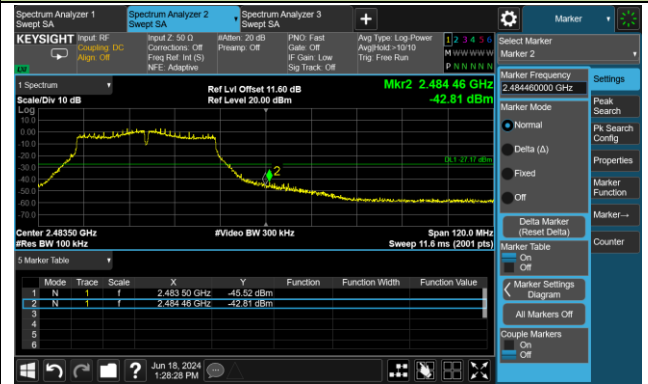 Spectrum Analyzer 1
Swept SA
Spectrum Analyzer 2
Swept SA
Spectrum Analyzer 3
Swept SA
+
Marker
KEYSIGHT
Input: RF
Coupling: DC
Align: Off
Input Z: 50 Ω
Corrections: Off
Freq Ref: Int (S)
NFE: Adaptive
#Atten: 20 dB
Preamp: Off
PNO: Fast
Gate: Off
IF Gain: Low
Sig Track: Off
Avg Type: Log-Power
Avg|Hold:>10/10
Trig: Free Run
1 2 3 4 5 6
M W W W W W
P N N N N N
LXI
Select Marker
Marker 2
1 Spectrum
Scale/Div 10 dB
Log
Ref Lvl Offset 11.60 dB
Ref Level 20.00 dBm
Mkr2 2.484 46 GHz
-42.81 dBm
10.0
0.00
-10.0
-20.0
-30.0
-40.0
-50.0
-60.0
-70.0
DL1 -27.17 dBm
2
Center 2.48350 GHz
#Res BW 100 kHz
#Video BW 300 kHz
Span 120.0 MHz
Sweep 11.6 ms (2001 pts)
5 Marker Table
Mode Trace Scale X Y Function Function Width Function Value
1 N 1 f 2.483 50 GHz -45.52 dBm
2 N 1 f 2.484 46 GHz -42.81 dBm
3
4
5
6
Marker Frequency
2.484460000 GHz
Marker Mode
Normal
Delta (Δ)
Fixed
Off
Delta Marker
(Reset Delta)
Marker Table
On
Off
Marker Settings
Diagram
All Markers Off
Couple Markers
On
Off
Settings
Peak
Search
Pk Search
Config
Properties
Marker
Function
Marker→
Counter
?
Jun 18, 2024
1:28:28 PM